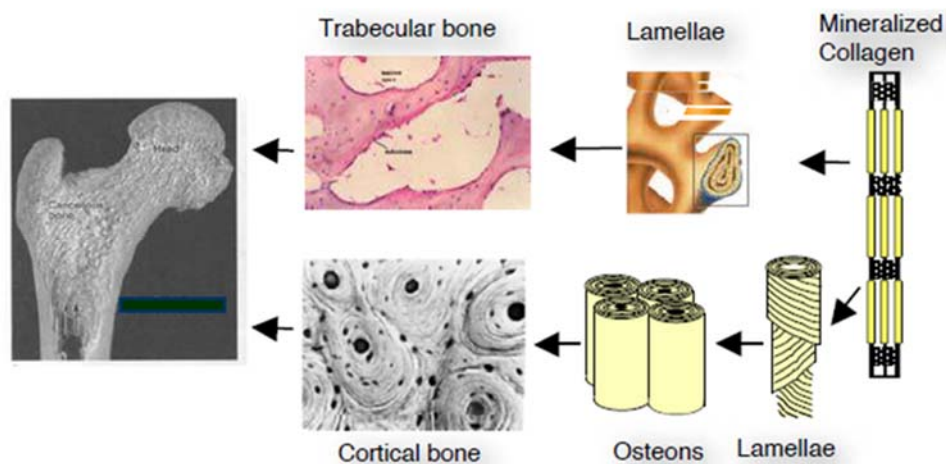 Trabecular bone
Lamellae
Mineralized
Collagen
Head
Cancellous
bone
Cortical bone
Osteons
Lamellae